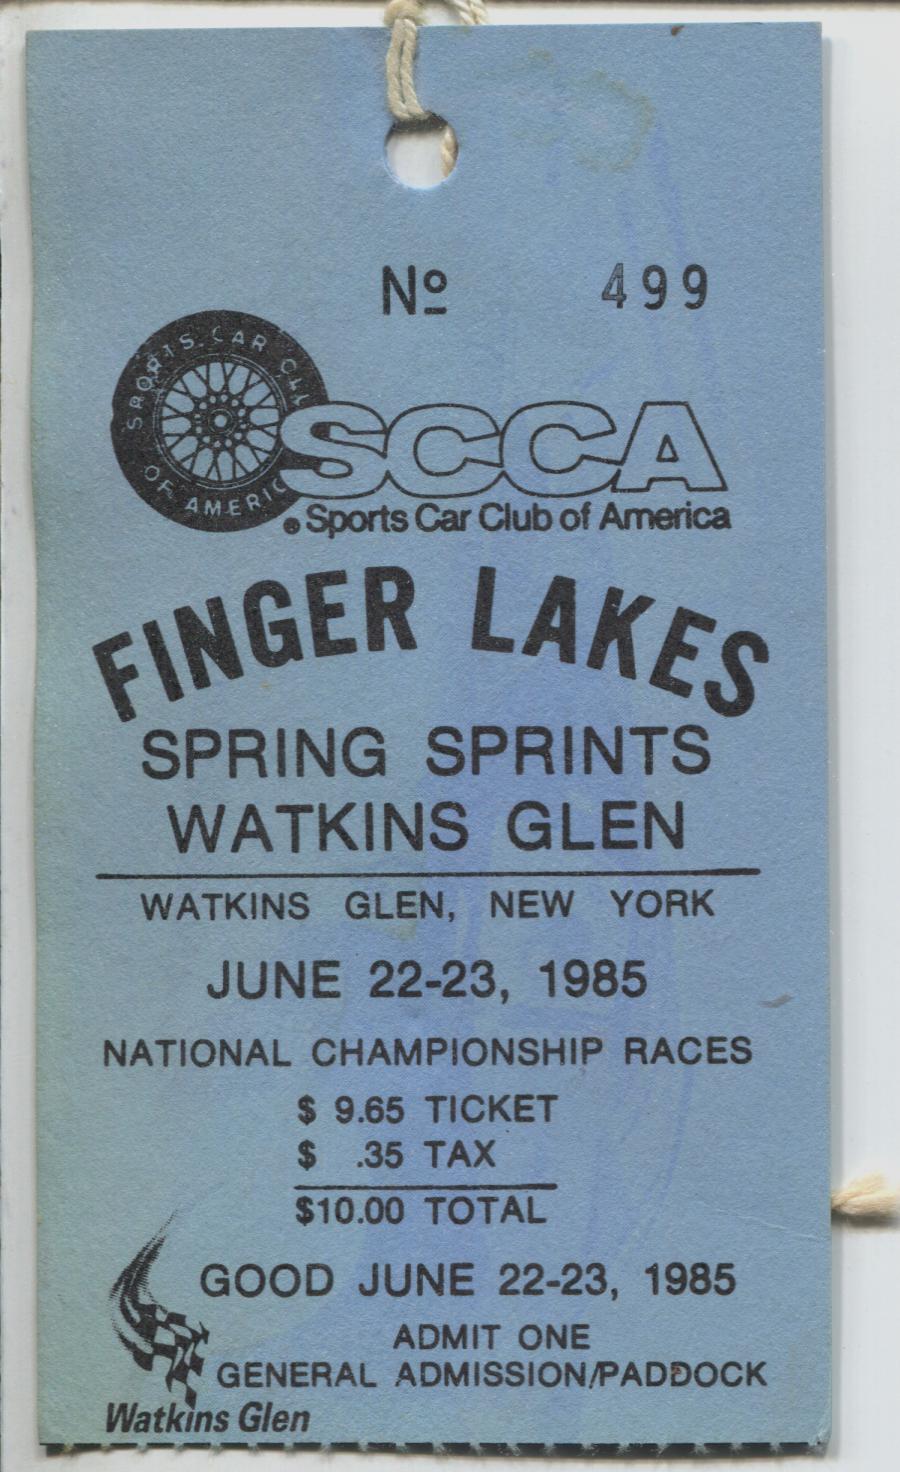 Nº 499
SPORTS CAR CLUB
OF AMERICA
SCCA
Sports Car Club of America
FINGER LAKES
SPRING SPRINTS
WATKINS GLEN
WATKINS GLEN, NEW YORK
JUNE 22-23, 1985
NATIONAL CHAMPIONSHIP RACES
$ 9.65 TICKET
$ .35 TAX
$10.00 TOTAL
GOOD JUNE 22-23, 1985
ADMIT ONE
GENERAL ADMISSION/PADDOCK
Watkins Glen